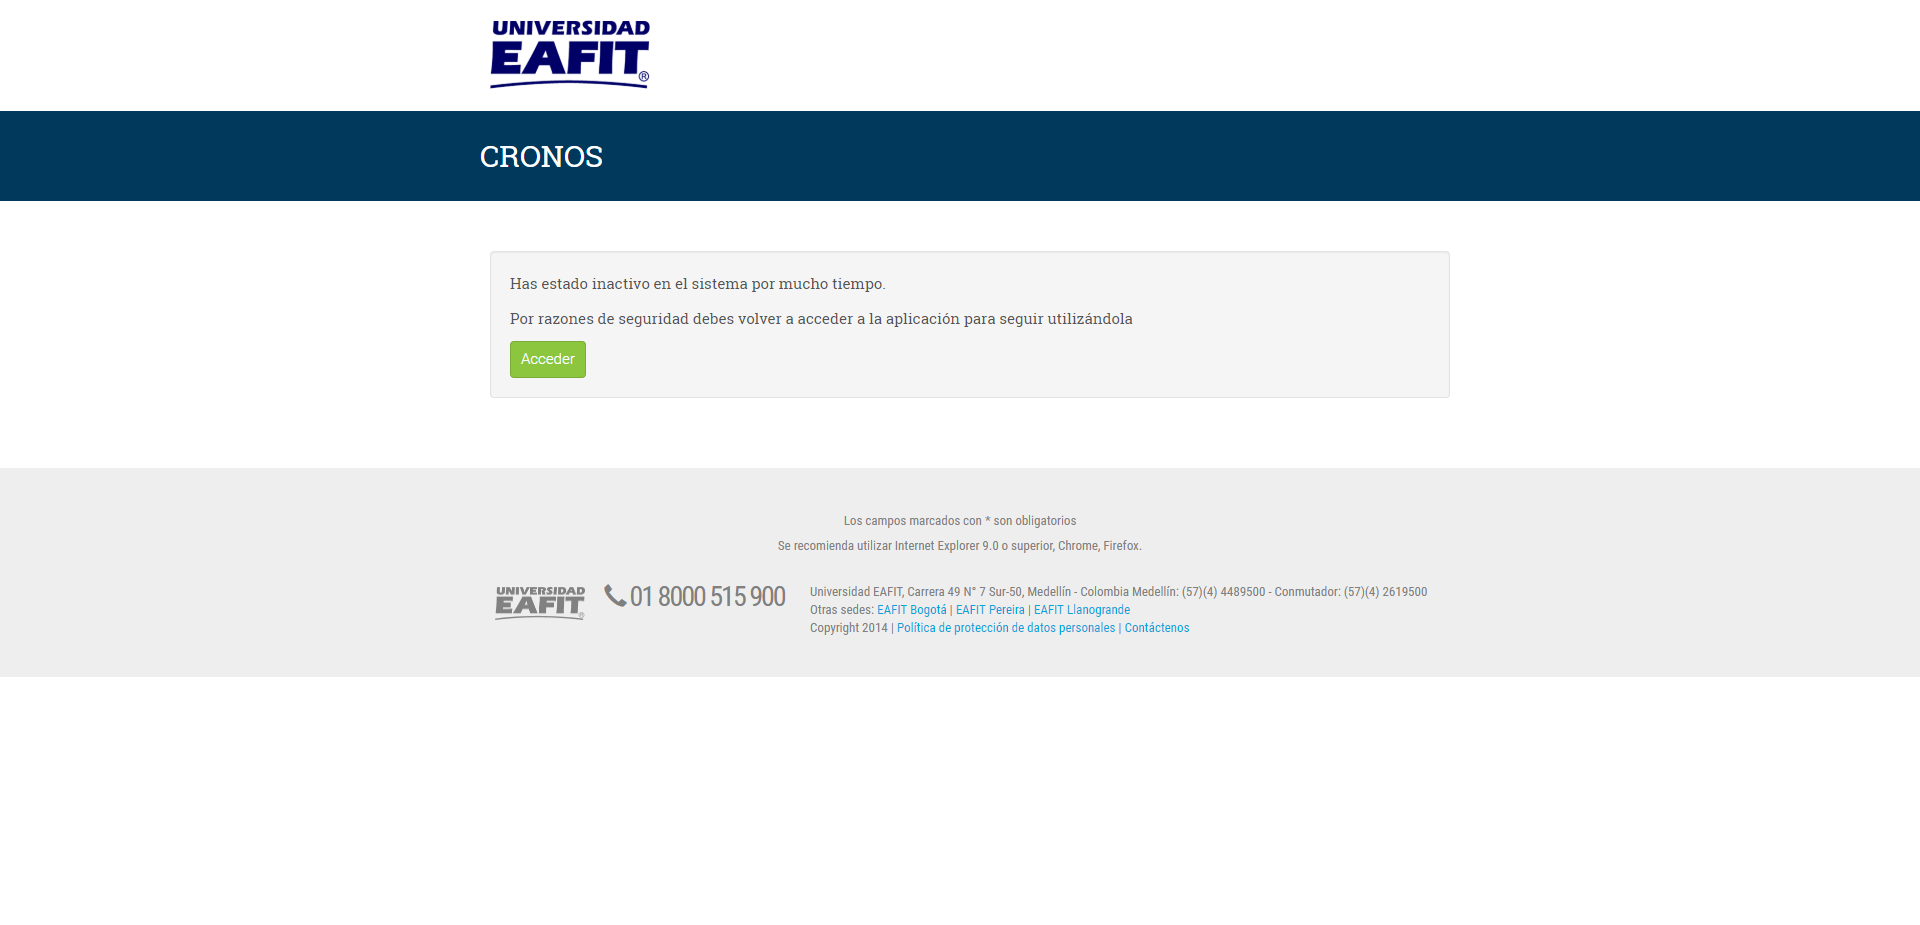 UNIVERSIDAD
EAFIT®
CRONOS
Has estado inactivo en el sistema por mucho tiempo.
Por razones de seguridad debes volver a acceder a la aplicación para seguir utilizándola
Acceder
Los campos marcados con * son obligatorios
Se recomienda utilizar Internet Explorer 9.0 o superior, Chrome, Firefox.
UNIVERSIDAD
EAFIT®
01 8000 515 900
Universidad EAFIT, Carrera 49 N° 7 Sur-50, Medellín - Colombia Medellín: (57)(4) 4489500 - Conmutador: (57)(4) 2619500
Otras sedes: EAFIT Bogotá | EAFIT Pereira | EAFIT Llanogrande
Copyright 2014 | Política de protección de datos personales | Contáctenos